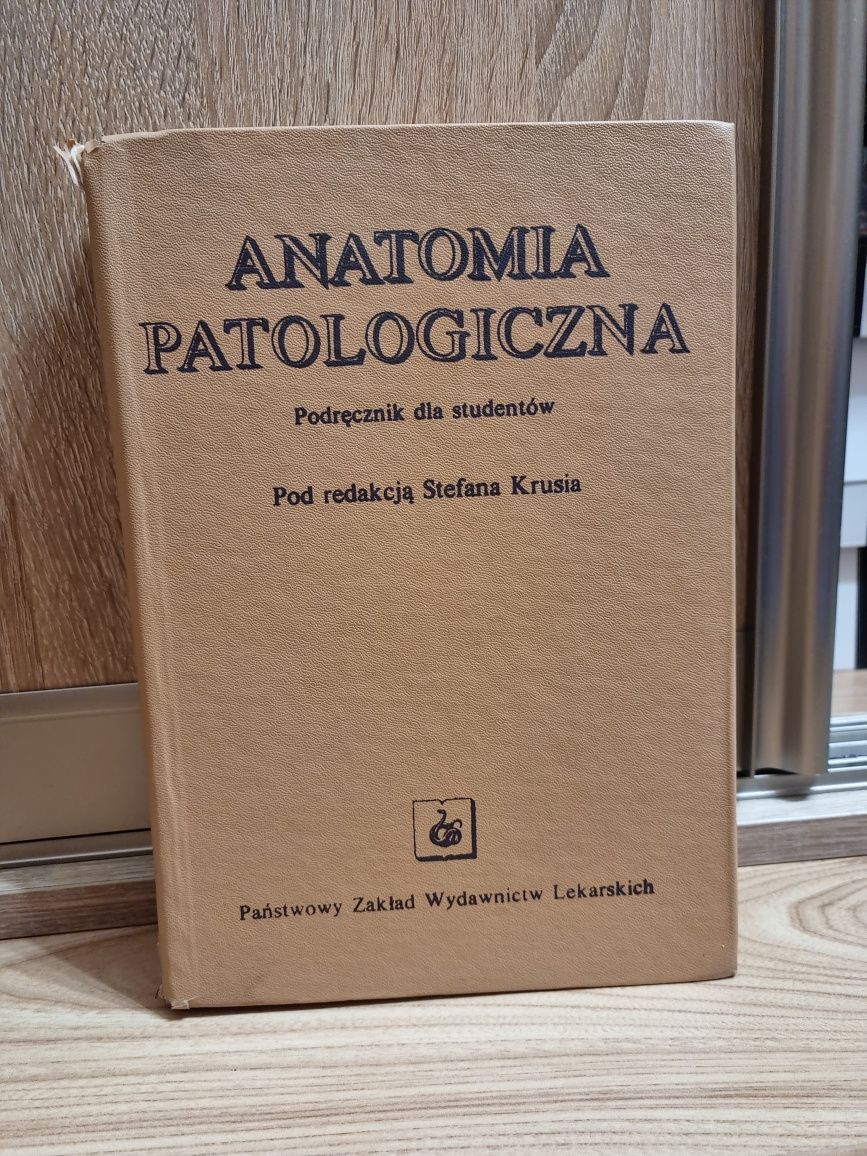 ANATOMIA
PATOLOGICZNA
Podręcznik dla studentów
Pod redakcją Stefana Krusia
Państwowy Zakład Wydawnictw Lekarskich